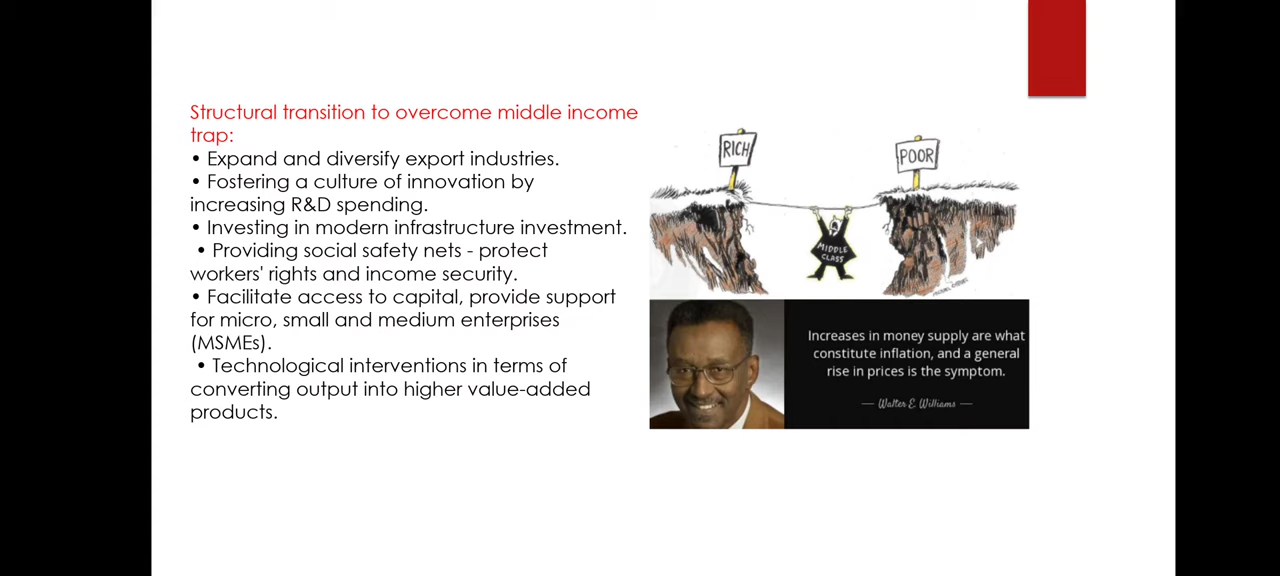 Structural transition to overcome middle income
trap:
• Expand and diversify export industries.
• Fostering a culture of innovation by
increasing R&D spending.
• Investing in modern infrastructure investment.
• Providing social safety nets - protect
workers' rights and income security.
• Facilitate access to capital, provide support
for micro, small and medium enterprises
(MSMEs).
• Technological interventions in terms of
converting output into higher value-added
products.
RICH
POOR
MIDDLE
CLASS
Increases in money supply are what
constitute inflation, and a general
rise in prices is the symptom.
— Walter E. Williams —